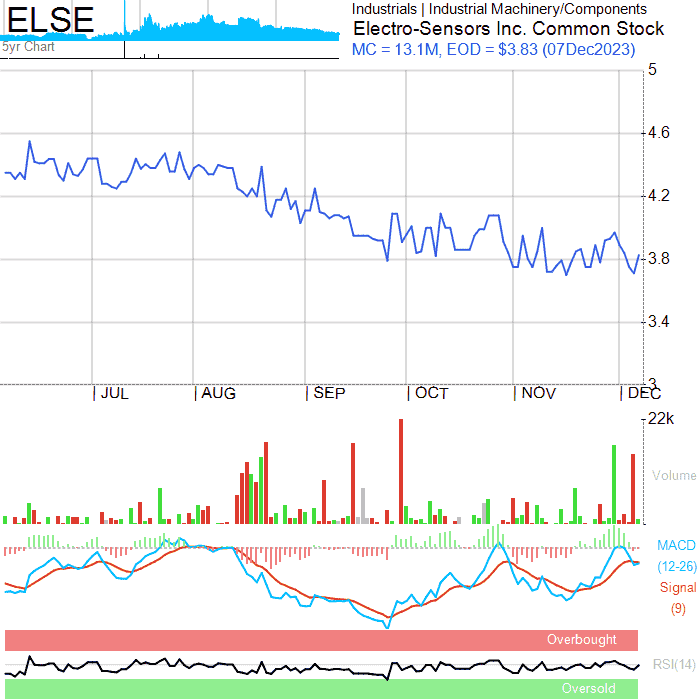 ELSE
5yr Chart
Industrials | Industrial Machinery/Components
Electro-Sensors Inc. Common Stock
MC = 13.1M, EOD = $3.83 (07Dec2023)
5
4.6
4.2
3.8
3.4
3
JUL AUG SEP OCT NOV DEC
22k
Volume
MACD
(12-26)
Signal
(9)
Overbought
RSI(14)
Oversold